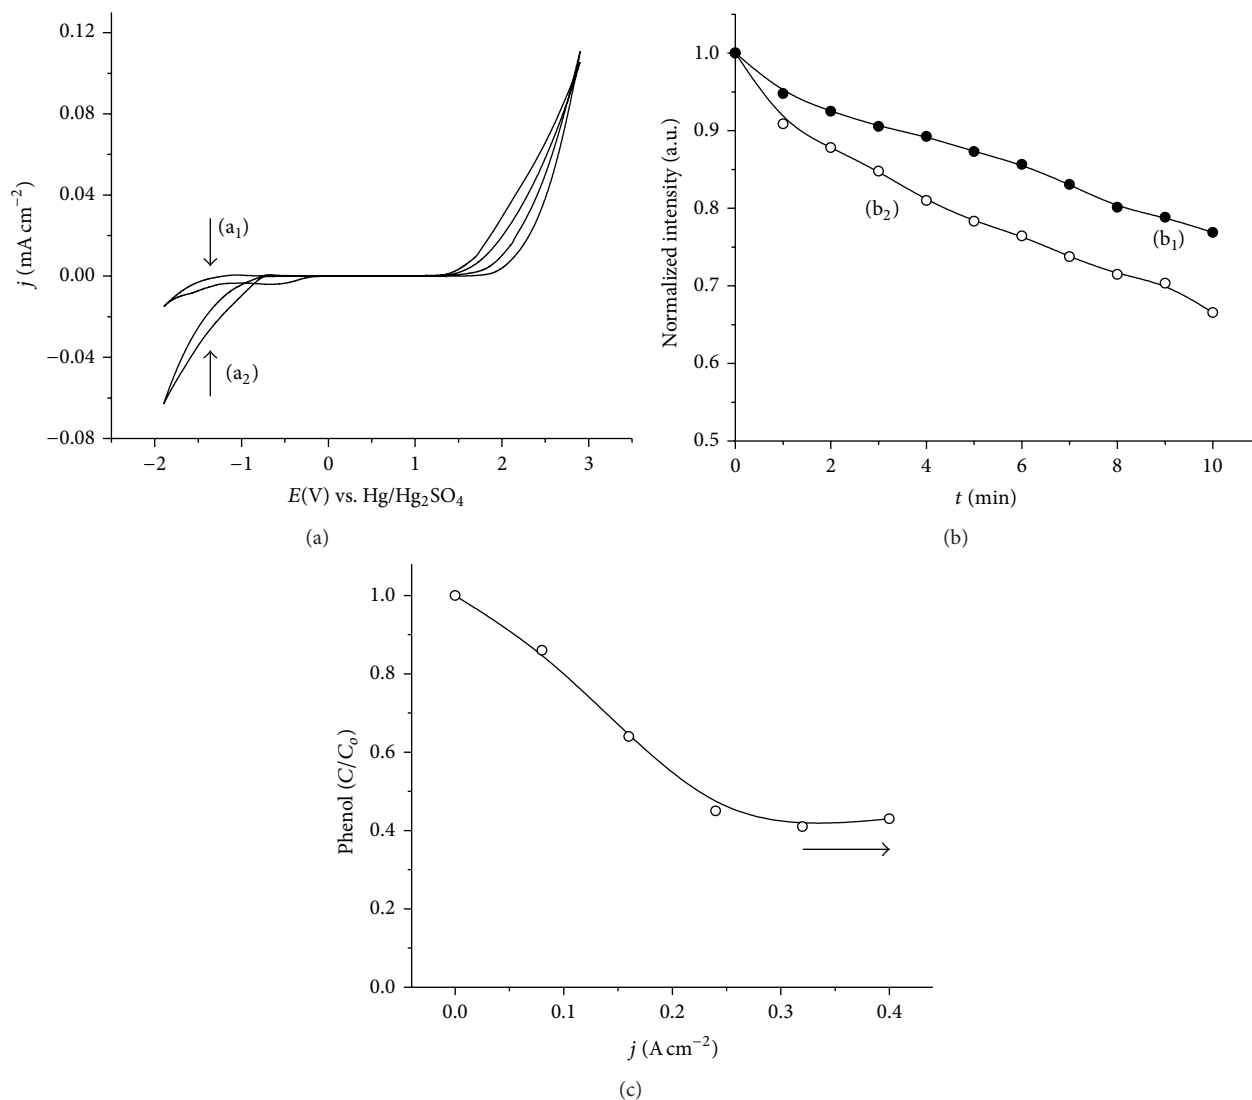 0.12
0.08
0.04
0.00
−0.04
−0.08
j (mA cm⁻²)
(a₁)
(a₂)
−2 −1 0 1 2 3
E(V) vs. Hg/Hg₂SO₄
(a)
1.0
0.9
0.8
0.7
0.6
0.5
Normalized intensity (a.u.)
(b₂)
(b₁)
0 2 4 6 8 10
t (min)
(b)
1.0
0.8
0.6
0.4
0.2
0.0
Phenol (C/Cₒ)
0.0 0.1 0.2 0.3 0.4
j (A cm⁻²)
(c)